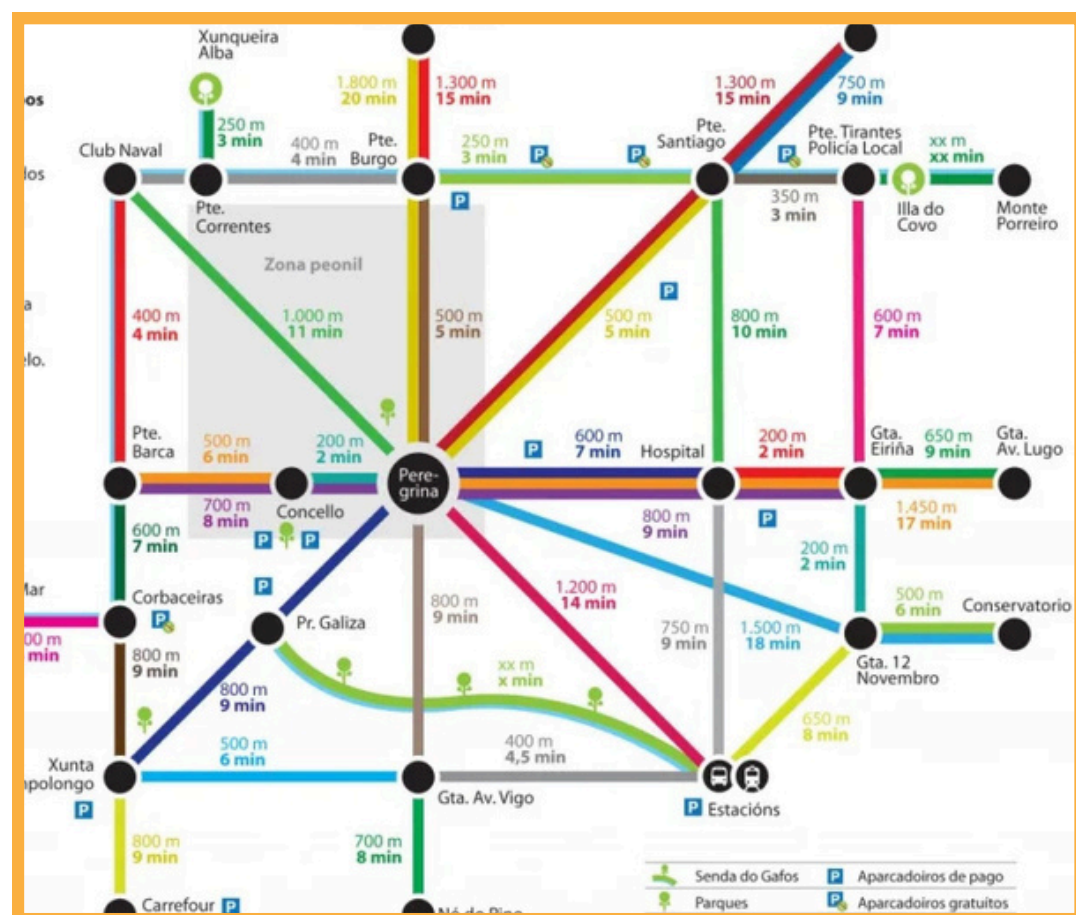 Xunqueira
Alba
1.800 m
20 min
1.300 m
15 min
1.300 m
15 min
750 m
9 min
250 m
3 min
400 m
4 min
Pte.
Burgo
250 m
3 min
P
P
Pte.
Santiago
P
Pte. Tirantes
Policía Local
xx m
xx min
Club Naval
Pte.
Correntes
P
350 m
3 min
Illa do
Covo
Monte
Porreiro
Zona peonil
400 m
4 min
1.000 m
11 min
500 m
5 min
500 m
5 min
P
800 m
10 min
600 m
7 min
elo.
Pte.
Barca
500 m
6 min
200 m
2 min
Pere-
grina
P
600 m
7 min
Hospital
200 m
2 min
Gta.
Eiriña
650 m
9 min
Gta.
Av. Lugo
700 m
8 min
Concello
800 m
9 min
P
1.450 m
17 min
600 m
7 min
P
P
200 m
2 min
Mar
Corbaceiras
P
P
Pr. Galiza
800 m
9 min
1.200 m
14 min
750 m
9 min
1.500 m
18 min
500 m
6 min
Conservatorio
Gta. 12
Novembro
00 m
min
800 m
9 min
800 m
9 min
xx m
x min
650 m
8 min
500 m
6 min
400 m
4,5 min
Xunta
mpolongo
P
Gta. Av. Vigo
P
Estacións
800 m
9 min
700 m
8 min
Carrefour
P
Senda do Gafos
P
Aparcadoiros de pago
Parques
P
Aparcadoiros gratuítos